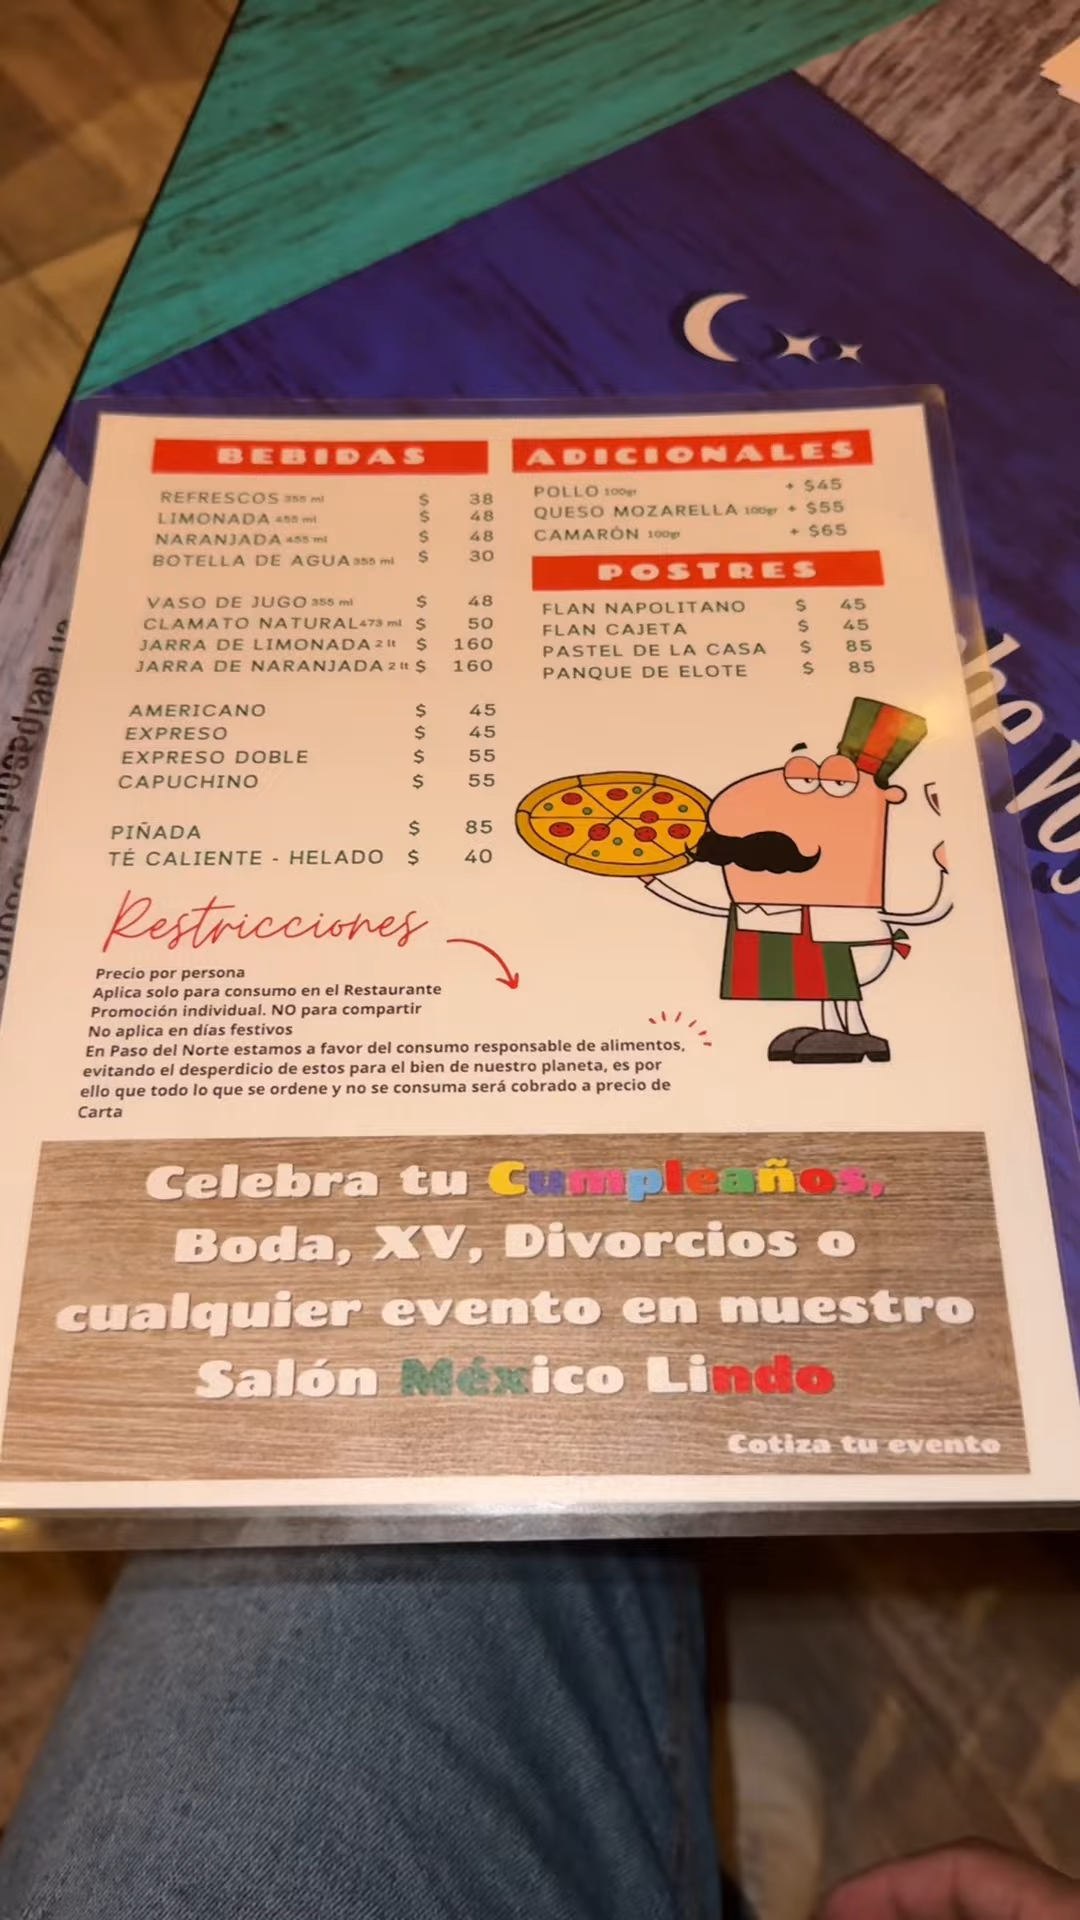 BEBIDAS
REFRESCOS 355 ml $ 38
LIMONADA 455 ml $ 48
NARANJADA 455 ml $ 48
BOTELLA DE AGUA 355 ml $ 30
VASO DE JUGO 355 ml $ 48
CLAMATO NATURAL 473 ml $ 50
JARRA DE LIMONADA 2 lt $ 160
JARRA DE NARANJADA 2 lt $ 160
AMERICANO $ 45
EXPRESO $ 45
EXPRESO DOBLE $ 55
CAPUCHINO $ 55
PIÑADA $ 85
TÉ CALIENTE - HELADO $ 40
ADICIONALES
POLLO 100gr + $45
QUESO MOZARELLA 100gr + $55
CAMARÓN 100gr + $65
POSTRES
FLAN NAPOLITANO $ 45
FLAN CAJETA $ 45
PASTEL DE LA CASA $ 85
PANQUE DE ELOTE $ 85
Restricciones
Precio por persona
Aplica solo para consumo en el Restaurante
Promoción individual. NO para compartir
No aplica en días festivos
En Paso del Norte estamos a favor del consumo responsable de alimentos,
evitando el desperdicio de estos para el bien de nuestro planeta, es por
ello que todo lo que se ordene y no se consuma será cobrado a precio de
Carta
Celebra tu Cumpleaños,
Boda, XV, Divorcios o
cualquier evento en nuestro
Salón México Lindo
Cotiza tu evento